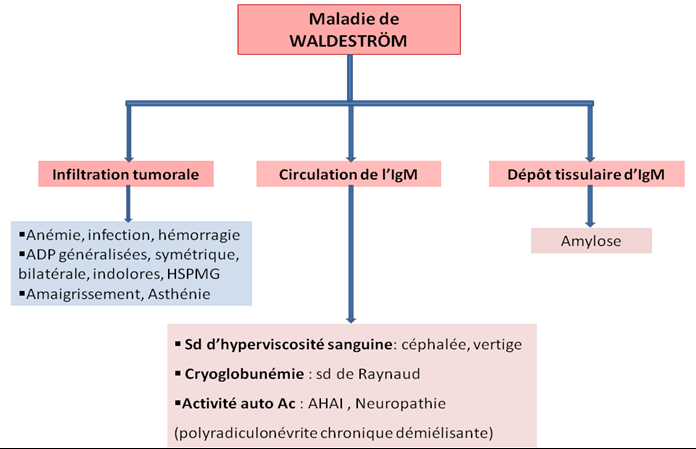 Maladie de
WALDESTRÖM
Infiltration tumorale
Circulation de l'IgM
Dépôt tissulaire d'IgM
▪Anémie, infection, hémorragie
▪ADP généralisées, symétrique,
bilatérale, indolores, HSPMG
▪Amaigrissement, Asthénie
Amylose
▪Sd d'hyperviscosité sanguine: céphalée, vertige
▪Cryoglobunémie : sd de Raynaud
▪Activité auto Ac : AHAI , Neuropathie
(polyradiculonévrite chronique démiélisante)